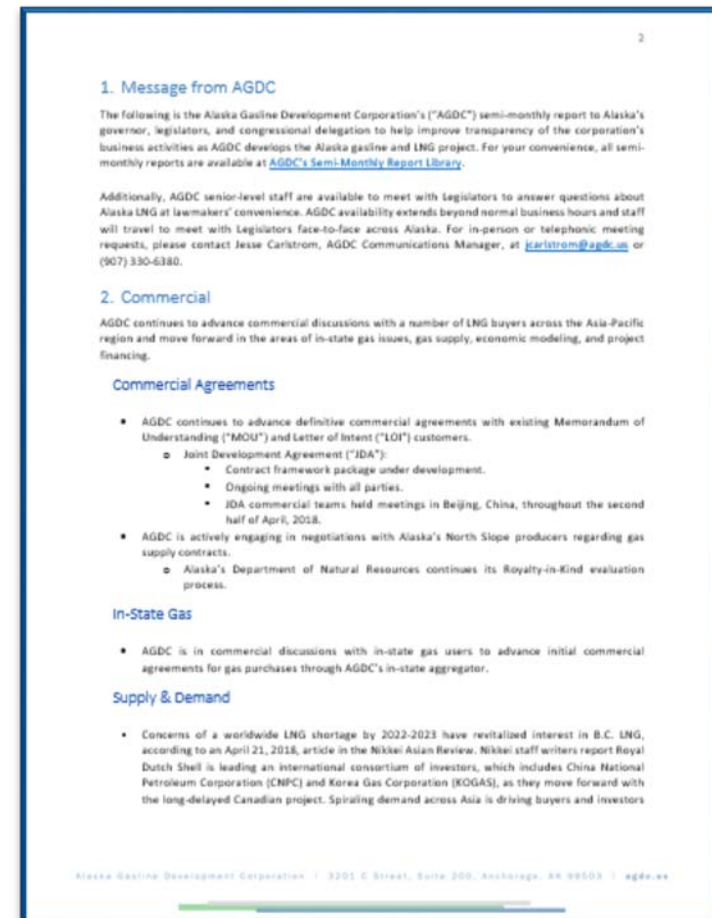 2
1. Message from AGDC
The following is the Alaska Gasline Development Corporation's ("AGDC") semi-monthly report to Alaska's
governor, legislators, and congressional delegation to help improve transparency of the corporation's
business activities as AGDC develops the Alaska gasline and LNG project. For your convenience, all semi-
monthly reports are available at AGDC's Semi-Monthly Report Library.
Additionally, AGDC senior-level staff are available to meet with Legislators to answer questions about
Alaska LNG at lawmakers' convenience. AGDC availability extends beyond normal business hours and staff
will travel to meet with Legislators face-to-face across Alaska. For in-person or telephonic meeting
requests, please contact Jesse Carlstrom, AGDC Communications Manager, at jcarlstrom@agdc.us or
(907) 330-6380.
2. Commercial
AGDC continues to advance commercial discussions with a number of LNG buyers across the Asia-Pacific
region and move forward in the areas of in-state gas issues, gas supply, economic modeling, and project
financing.
Commercial Agreements
• AGDC continues to advance definitive commercial agreements with existing Memorandum of
Understanding ("MOU") and Letter of Intent ("LOI") customers.
o Joint Development Agreement ("JDA"):
▪ Contract framework package under development.
▪ Ongoing meetings with all parties.
▪ JDA commercial teams held meetings in Beijing, China, throughout the second
half of April, 2018.
• AGDC is actively engaging in negotiations with Alaska's North Slope producers regarding gas
supply contracts.
o Alaska's Department of Natural Resources continues its Royalty-in-Kind evaluation
process.
In-State Gas
• AGDC is in commercial discussions with in-state gas users to advance initial commercial
agreements for gas purchases through AGDC's in-state aggregator.
Supply & Demand
• Concerns of a worldwide LNG shortage by 2022-2023 have revitalized interest in B.C. LNG,
according to an April 21, 2018, article in the Nikkei Asian Review. Nikkei staff writers report Royal
Dutch Shell is leading an international consortium of investors, which includes China National
Petroleum Corporation (CNPC) and Korea Gas Corporation (KOGAS), as they move forward with
the long-delayed Canadian project. Spiraling demand across Asia is driving buyers and investors
Alaska Gasline Development Corporation | 3201 C Street, Suite 200, Anchorage, AK 99503 | agdc.us